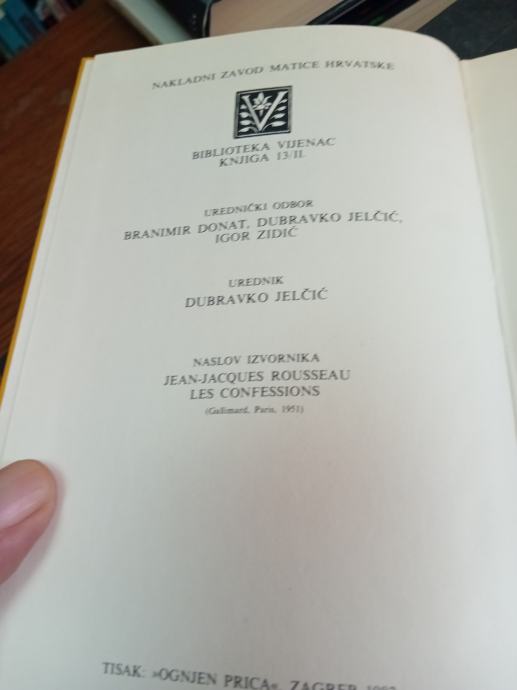 NAKLADNI ZAVOD MATICE HRVATSKE
V
BIBLIOTEKA VIJENAC
KNJIGA 13/II.
UREDNIČKI ODBOR
BRANIMIR DONAT, DUBRAVKO JELČIĆ,
IGOR ZIDIĆ
UREDNIK
DUBRAVKO JELČIĆ
NASLOV IZVORNIKA
JEAN-JACQUES ROUSSEAU
LES CONFESSIONS
(Gallimard, Paris, 1951)
TISAK: »OGNJEN PRICA«, ZAGREB